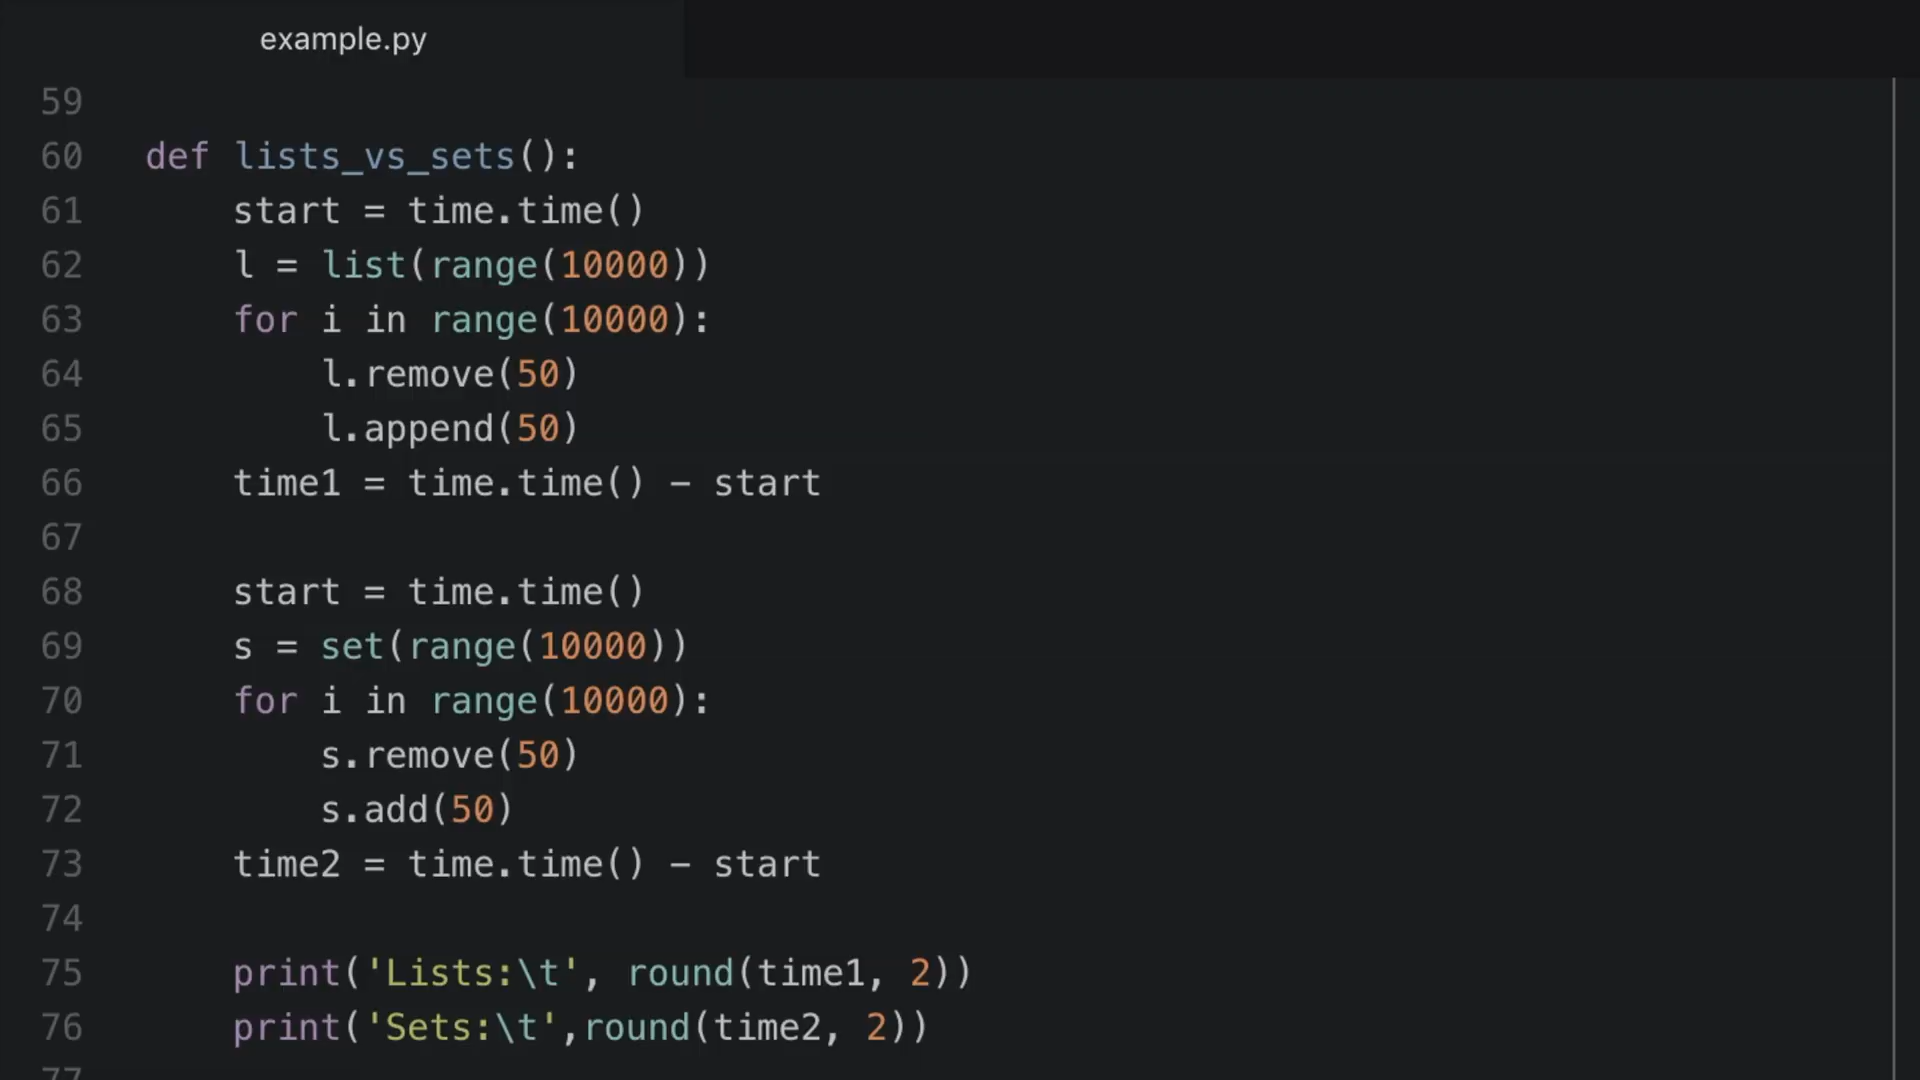 example.py
59
60 def lists_vs_sets():
61     start = time.time()
62     l = list(range(10000))
63     for i in range(10000):
64         l.remove(50)
65         l.append(50)
66     time1 = time.time() - start
67
68     start = time.time()
69     s = set(range(10000))
70     for i in range(10000):
71         s.remove(50)
72         s.add(50)
73     time2 = time.time() - start
74
75     print('Lists:\t', round(time1, 2))
76     print('Sets:\t',round(time2, 2))
77